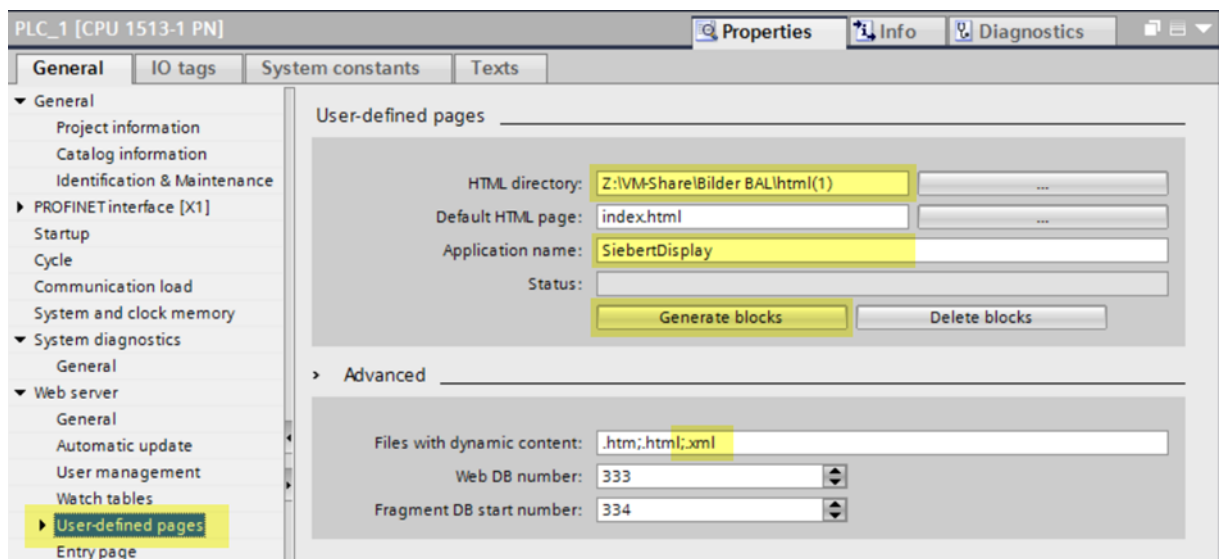 PLC_1 [CPU 1513-1 PN]
Properties
Info
Diagnostics
General
IO tags
System constants
Texts
General
Project information
Catalog information
Identification & Maintenance
PROFINET interface [X1]
Startup
Cycle
Communication load
System and clock memory
System diagnostics
General
Web server
General
Automatic update
User management
Watch tables
User-defined pages
Entry page
User-defined pages
HTML directory: Z:\VM-Share\Bilder BAL\html(1) ...
Default HTML page: index.html ...
Application name: SiebertDisplay
Status:
Generate blocks Delete blocks
Advanced
Files with dynamic content: .htm;.html;.xml
Web DB number: 333
Fragment DB start number: 334